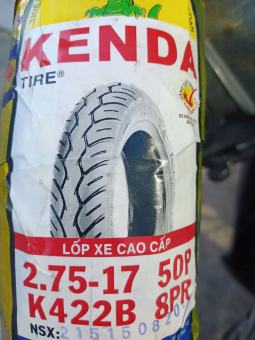 KENDA
TIRE®
LỐP XE CAO CẤP
2.75-17 50P
K422B 8PR
NSX: